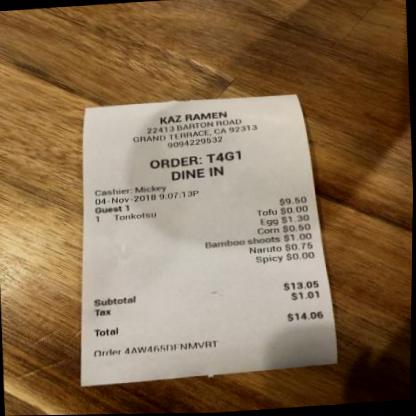 KAZ RAMEN
22413 BARTON ROAD
GRAND TERRACE, CA 92313
9094229532
ORDER: T4G1
DINE IN
Cashier: Mickey
04-Nov-2018 9:07:13P
Guest 1
1 Tonkotsu $9.50
Tofu $0.00
Egg $1.30
Corn $0.50
Bamboo shoots $1.00
Naruto $0.75
Spicy $0.00
Subtotal $13.05
Tax $1.01
Total $14.06
Order 4AW465DFNMVRT